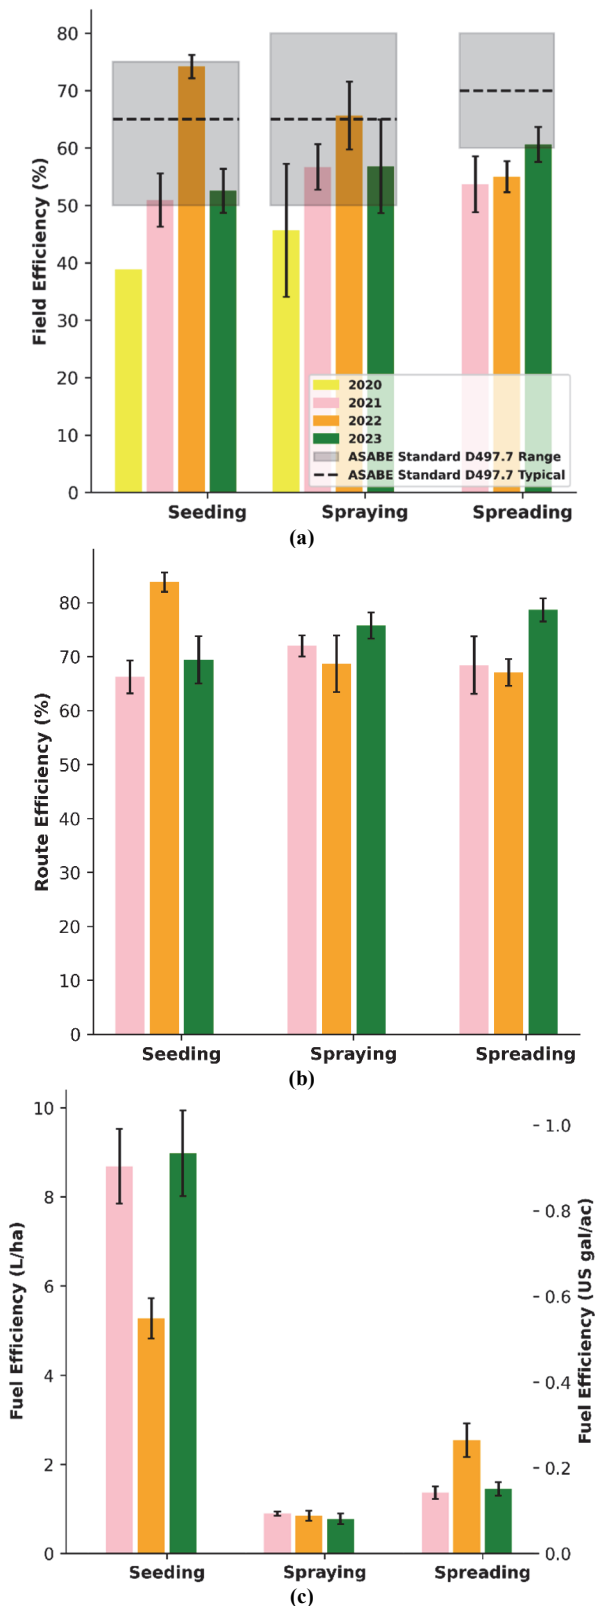 80
70
60
50
40
30
20
10
0
Field Efficiency (%)
2020
2021
2022
2023
ASABE Standard D497.7 Range
ASABE Standard D497.7 Typical
Seeding Spraying Spreading
(a)
80
70
60
50
40
30
20
10
0
Route Efficiency (%)
Seeding Spraying Spreading
(b)
10
8
6
4
2
0
Fuel Efficiency (L/ha)
1.0
0.8
0.6
0.4
0.2
0.0
Fuel Efficiency (US gal/ac)
Seeding Spraying Spreading
(c)